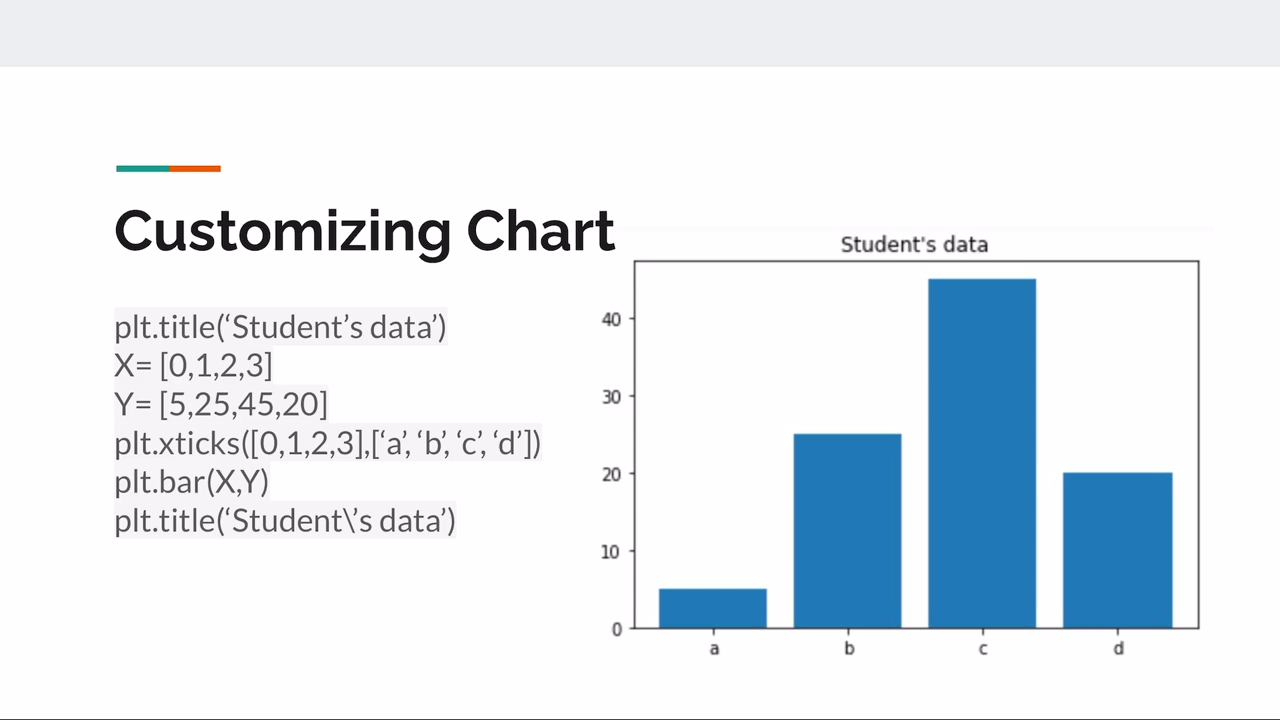 Customizing Chart
plt.title(‘Student’s data’)
X= [0,1,2,3]
Y= [5,25,45,20]
plt.xticks([0,1,2,3],[‘a’, ‘b’, ‘c’, ‘d’])
plt.bar(X,Y)
plt.title(‘Student\’s data’)
Student's data
40
30
20
10
0
a b c d